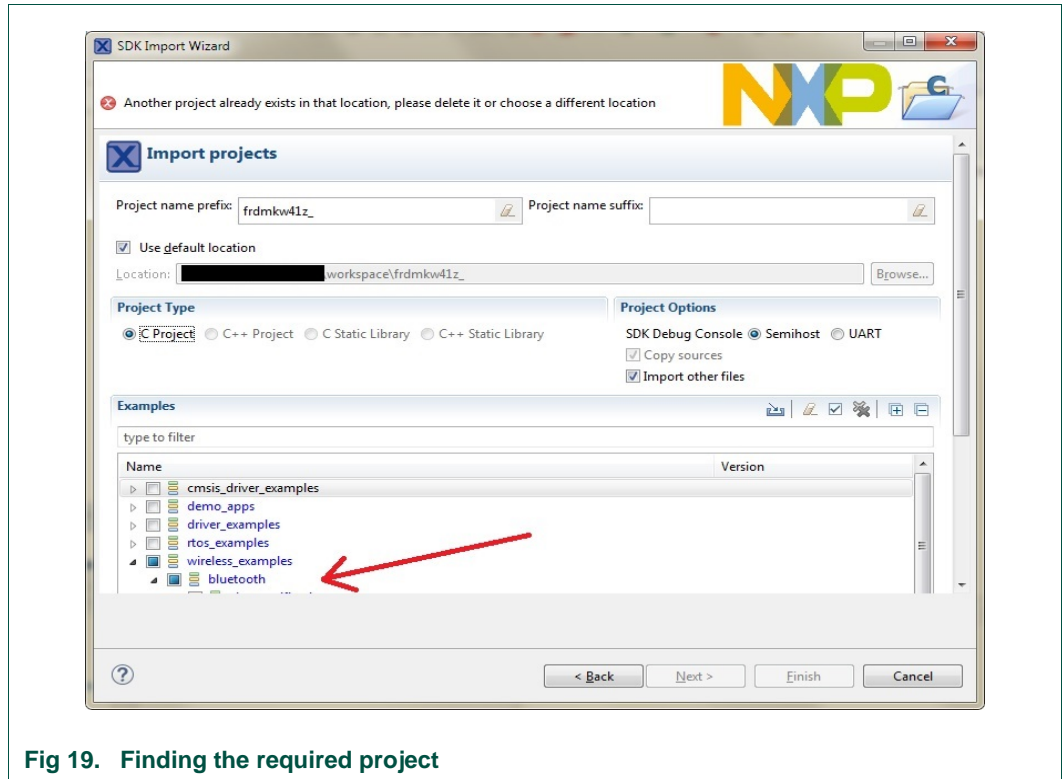 SDK Import Wizard
Another project already exists in that location, please delete it or choose a different location
NXP
C
Import projects
Project name prefix: frdmkw41z_ Project name suffix:
Use default location
Location: workspace\frdmkw41z_ Browse...
Project Type Project Options
C Project C++ Project C Static Library C++ Static Library SDK Debug Console Semihost UART
Copy sources
Import other files
Examples
type to filter
Name Version
cmsis_driver_examples
demo_apps
driver_examples
rtos_examples
wireless_examples
bluetooth
< Back Next > Finish Cancel
Fig 19. Finding the required project